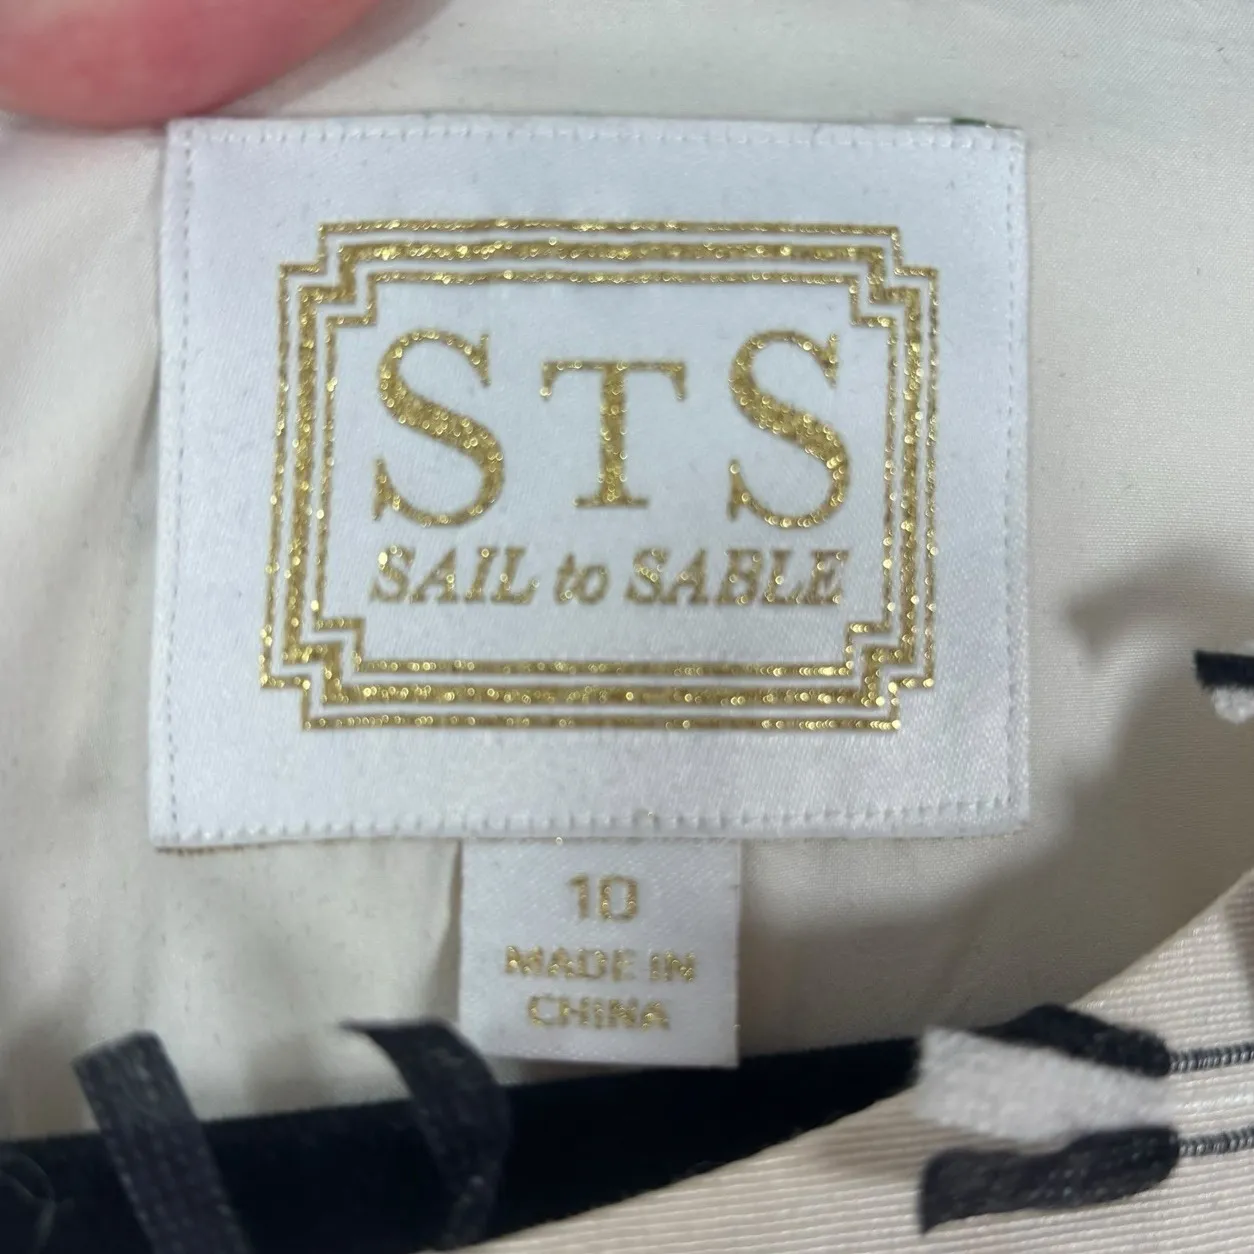 STS
SAIL to SABLE
10
MADE IN
CHINA